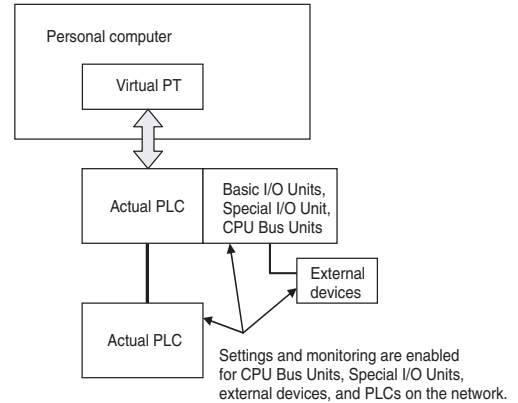 Personal computer
Virtual PT
Actual PLC
Basic I/O Units,
Special I/O Unit,
CPU Bus Units
External
devices
Actual PLC
Settings and monitoring are enabled
for CPU Bus Units, Special I/O Units,
external devices, and PLCs on the network.